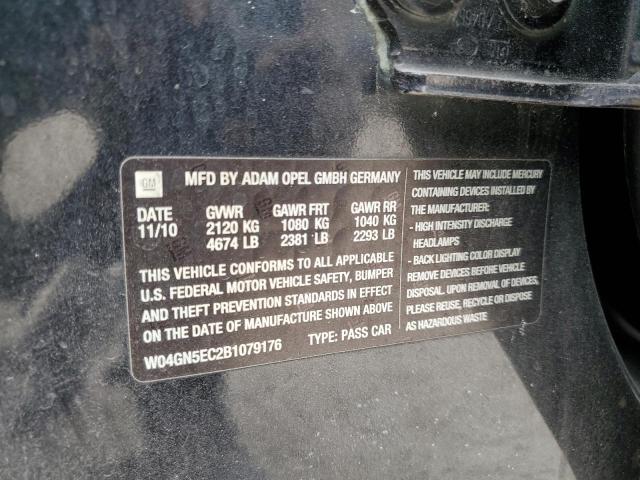 GM
MFD BY ADAM OPEL GMBH GERMANY
DATE GVWR GAWR FRT GAWR RR
11/10 2120 KG 1080 KG 1040 KG
4674 LB 2381 LB 2293 LB
THIS VEHICLE CONFORMS TO ALL APPLICABLE
U.S. FEDERAL MOTOR VEHICLE SAFETY, BUMPER
AND THEFT PREVENTION STANDARDS IN EFFECT
ON THE DATE OF MANUFACTURE SHOWN ABOVE
W04GN5EC2B1079176 TYPE: PASS CAR
THIS VEHICLE MAY INCLUDE MERCURY
CONTAINING DEVICES INSTALLED BY
THE MANUFACTURER:
- HIGH INTENSITY DISCHARGE
HEADLAMPS
- BACK LIGHTING COLOR DISPLAY
REMOVE DEVICES BEFORE VEHICLE
DISPOSAL. UPON REMOVAL OF DEVICES,
PLEASE REUSE, RECYCLE OR DISPOSE
AS HAZARDOUS WASTE